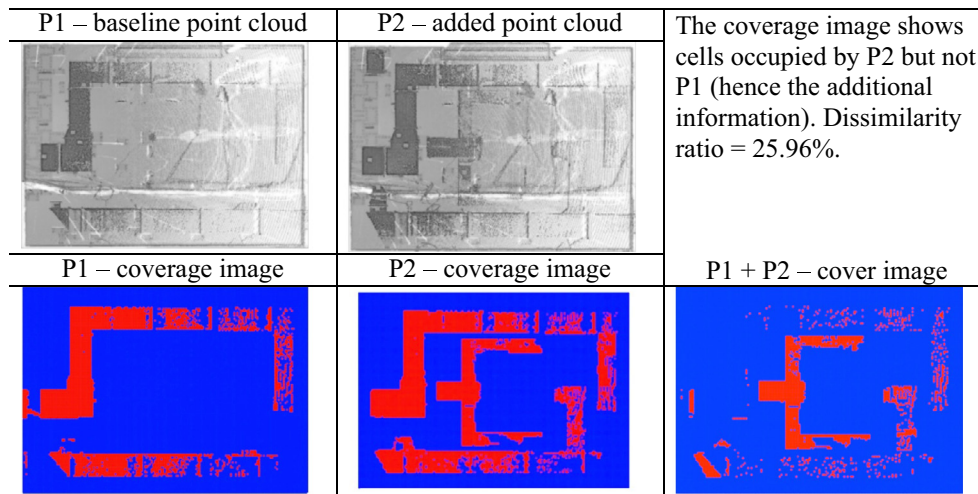 P1 – baseline point cloud
P2 – added point cloud
The coverage image shows
cells occupied by P2 but not
P1 (hence the additional
information). Dissimilarity
ratio = 25.96%.
P1 – coverage image
P2 – coverage image
P1 + P2 – cover image